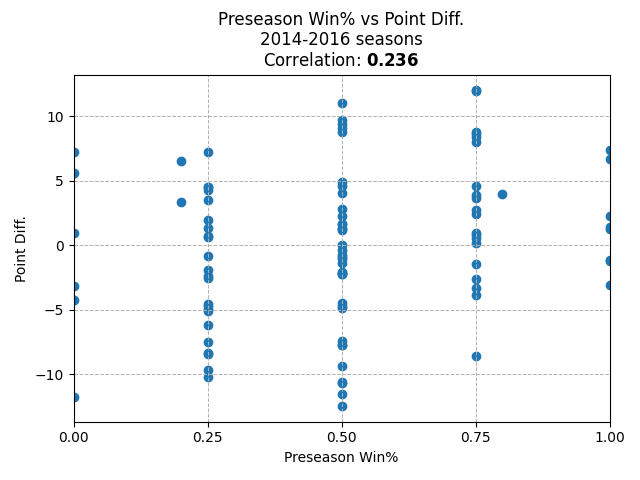 Preseason Win% vs Point Diff.
2014-2016 seasons
Correlation: 0.236
10
5
0
−5
−10
Point Diff.
0.00 0.25 0.50 0.75 1.00
Preseason Win%